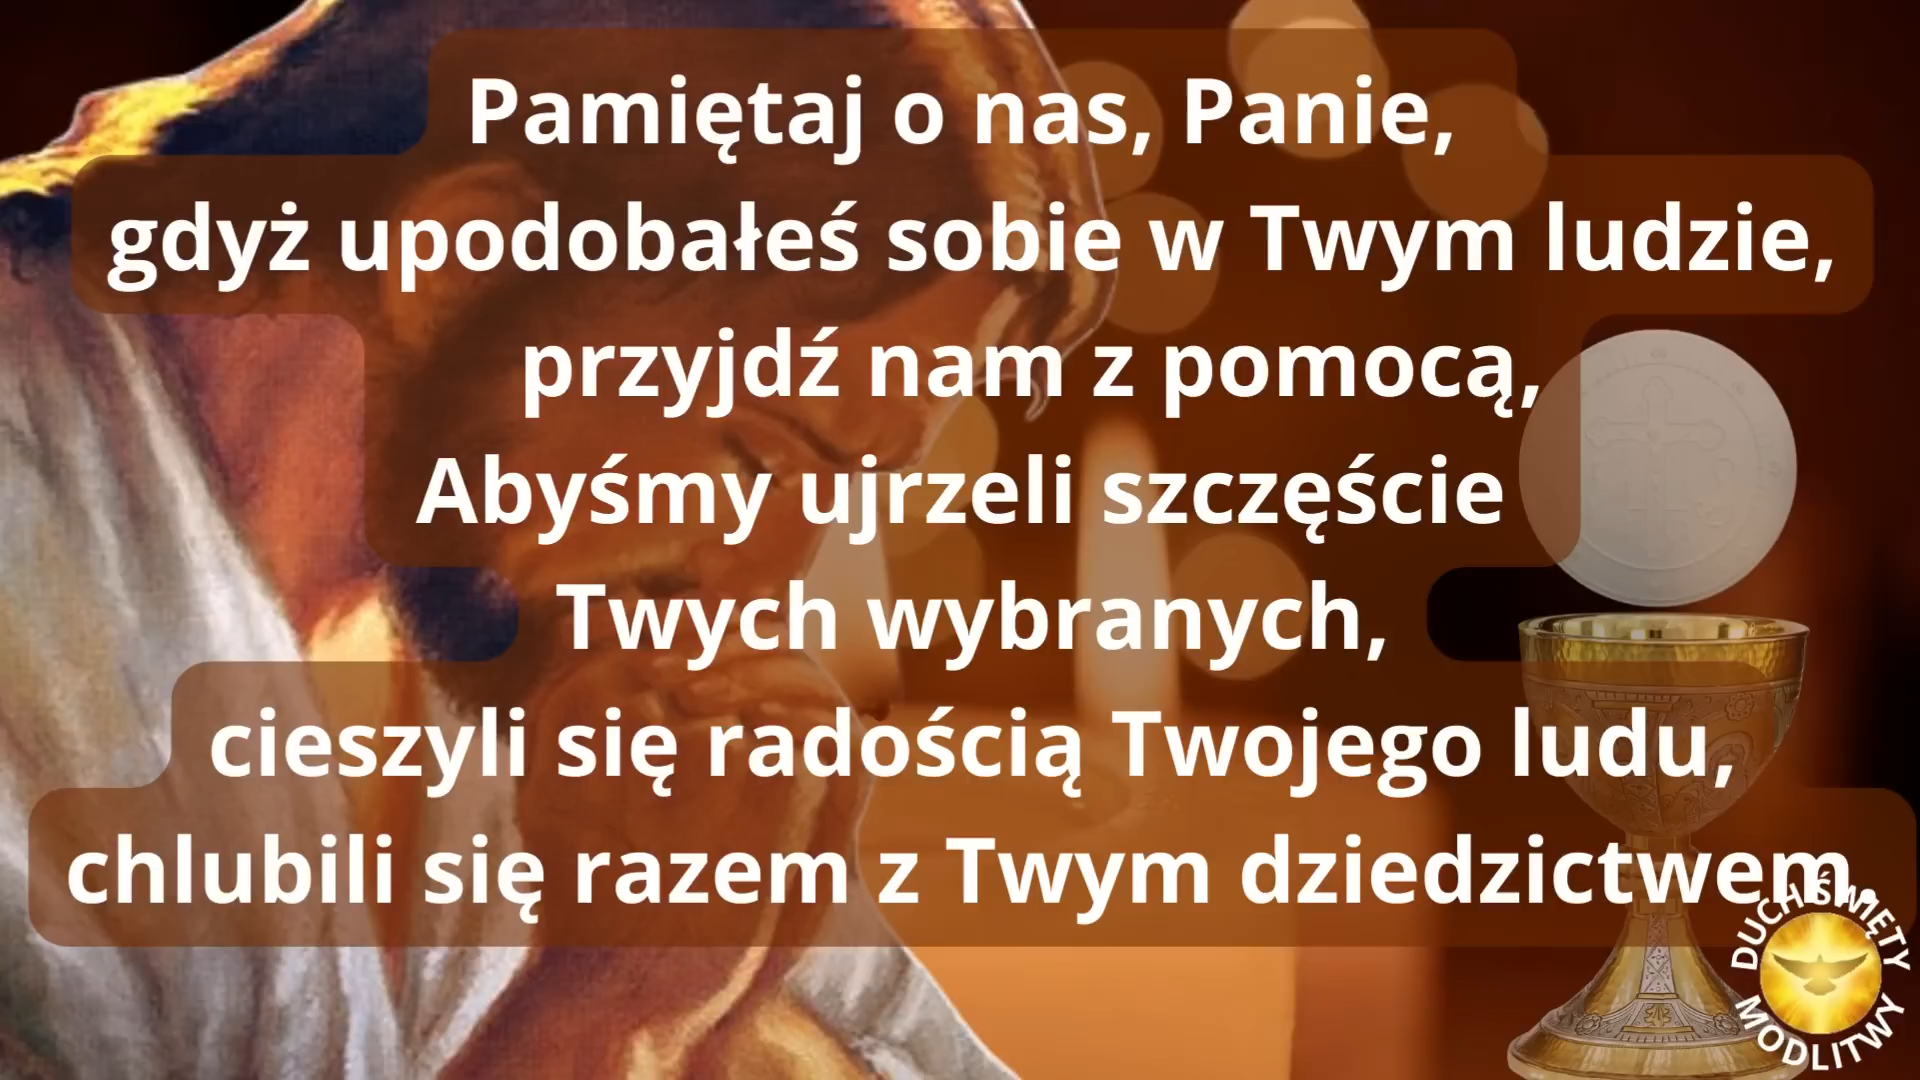 Pamiętaj o nas, Panie,
gdyż upodobałeś sobie w Twym ludzie,
przyjdź nam z pomocą,
Abyśmy ujrzeli szczęście
Twych wybranych,
cieszyli się radością Twojego ludu,
chlubili się razem z Twym dziedzictwem.
DUCH ŚWIĘTY
MODLITWY